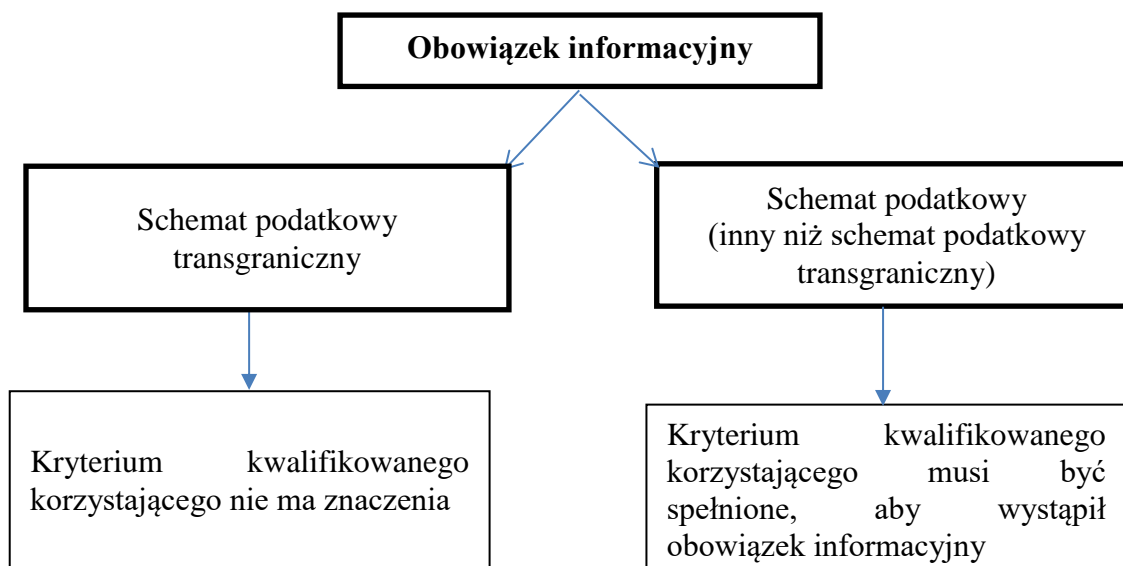 Obowiązek informacyjny
Schemat podatkowy
transgraniczny
Schemat podatkowy
(inny niż schemat podatkowy
transgraniczny)
Kryterium kwalifikowanego
korzystającego nie ma znaczenia
Kryterium kwalifikowanego
korzystającego musi być
spełnione, aby wystąpił
obowiązek informacyjny